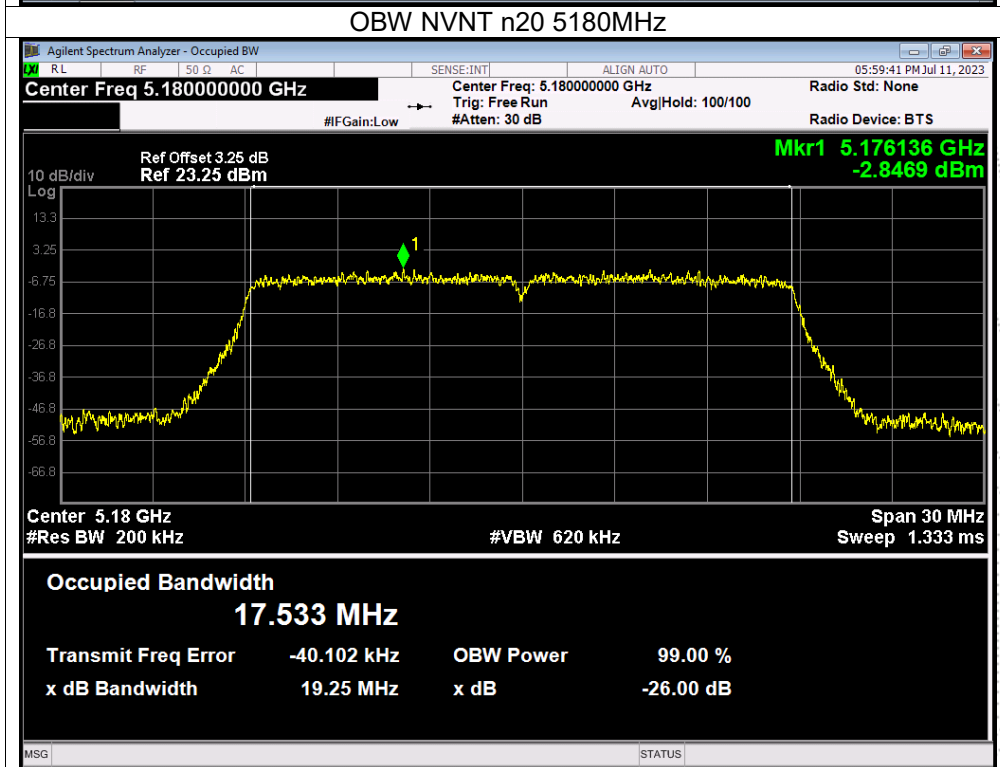 OBW NVNT n20 5180MHz
Agilent Spectrum Analyzer - Occupied BW
LXI RL RF 50 Ω AC SENSE:INT ALIGN AUTO 05:59:41 PM Jul 11, 2023
Center Freq 5.180000000 GHz Center Freq: 5.180000000 GHz Radio Std: None
Trig: Free Run Avg|Hold: 100/100
#IFGain:Low #Atten: 30 dB Radio Device: BTS
Ref Offset 3.25 dB Mkr1 5.176136 GHz
10 dB/div Ref 23.25 dBm -2.8469 dBm
Log
13.3
3.25
1
-6.75
-16.8
-26.8
-36.8
-46.8
-56.8
-66.8
Center 5.18 GHz Span 30 MHz
#Res BW 200 kHz #VBW 620 kHz Sweep 1.333 ms
Occupied Bandwidth
17.533 MHz
Transmit Freq Error -40.102 kHz OBW Power 99.00 %
x dB Bandwidth 19.25 MHz x dB -26.00 dB
MSG STATUS